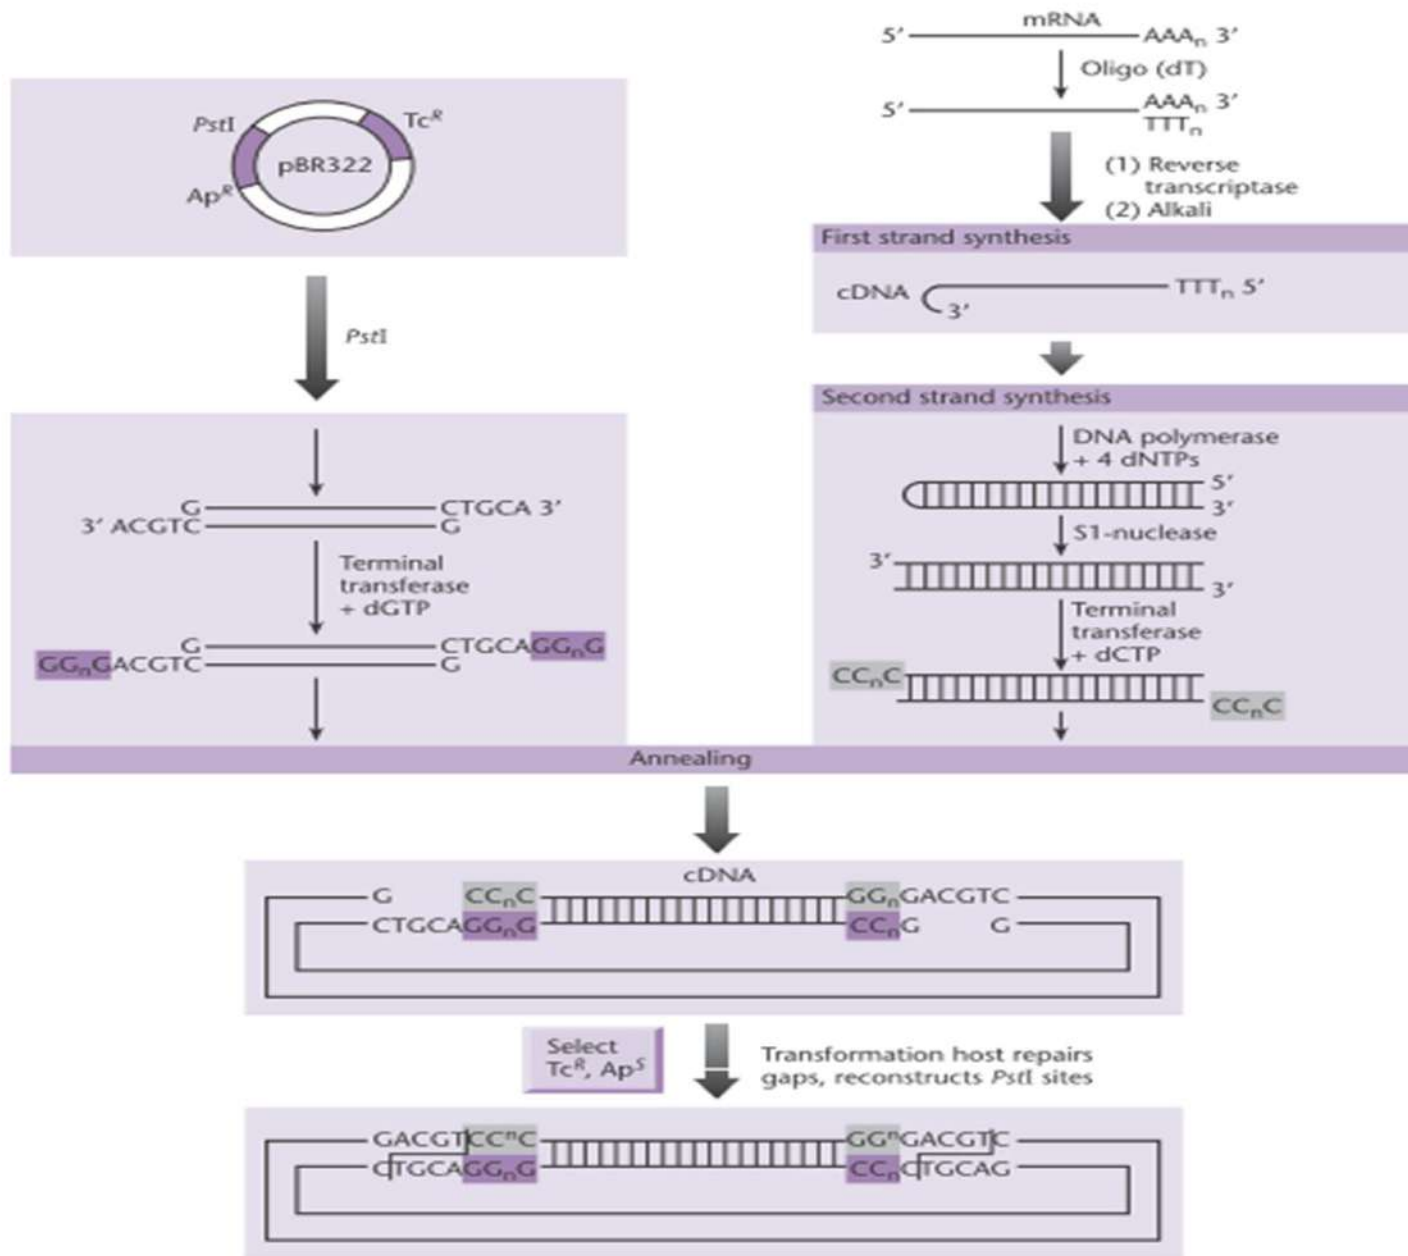 PstI
TcR
pBR322
ApR
PstI
G CTGCA 3′
3′ ACGTC G
Terminal
transferase
+ dGTP
G CTGCAGGnG
GGnGACGTC G
mRNA
5′ AAAn 3′
Oligo (dT)
5′ AAAn 3′
TTTn
(1) Reverse
transcriptase
(2) Alkali
First strand synthesis
cDNA TTTn 5′
3′
Second strand synthesis
DNA polymerase
+ 4 dNTPs
5′
3′
S1-nuclease
3′
3′
Terminal
transferase
+ dCTP
CCnC
CCnC
Annealing
cDNA
G CCnC GGnGACGTC
CTGCAGGnG CCnG G
Select
TcR, ApS
Transformation host repairs
gaps, reconstructs PstI sites
GACGTCCnC GGnGACGTC
CTGCAGGnG CCnCTGCAG